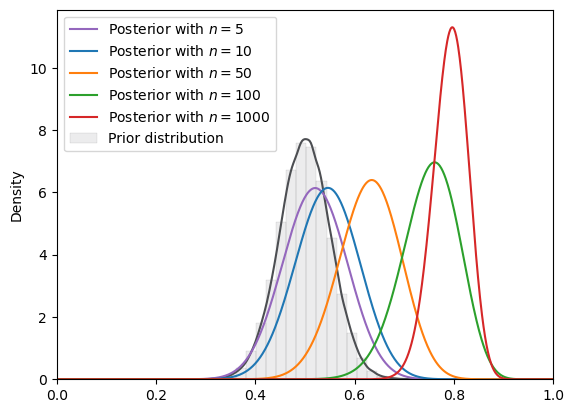 Posterior with n = 5
Posterior with n = 10
Posterior with n = 50
Posterior with n = 100
Posterior with n = 1000
Prior distribution
Density
10
8
6
4
2
0
0.0 0.2 0.4 0.6 0.8 1.0